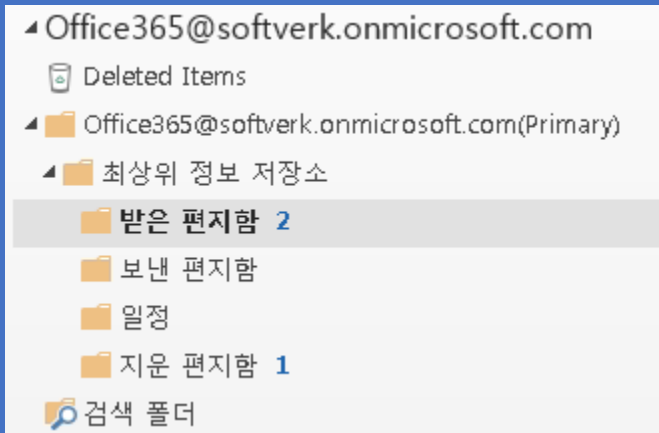 Office365@softverk.onmicrosoft.com
Deleted Items
Office365@softverk.onmicrosoft.com(Primary)
최상위 정보 저장소
받은 편지함 2
보낸 편지함
일정
지운 편지함 1
검색 폴더